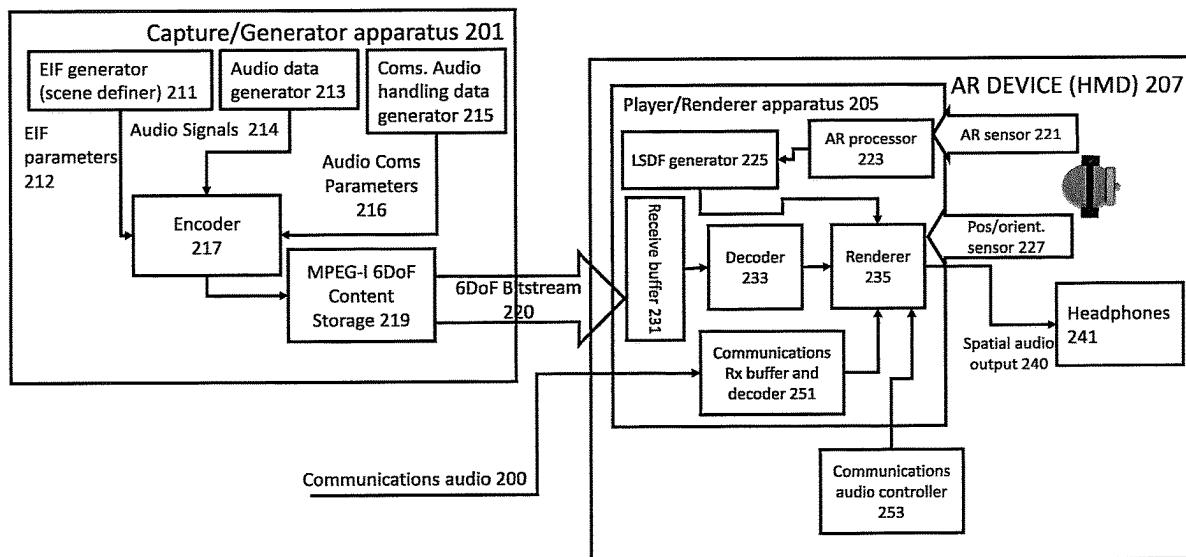 Capture/Generator apparatus 201
EIF generator
(scene definer) 211
Audio data
generator 213
Coms. Audio
handling data
generator 215
EIF
parameters
212
Audio Signals 214
Audio Coms
Parameters
216
Encoder
217
MPEG-I 6DoF
Content
Storage 219
6DoF Bitstream
220
AR DEVICE (HMD) 207
Player/Renderer apparatus 205
LSDF generator 225
AR processor
223
AR sensor 221
Receive buffer 231
Decoder
233
Renderer
235
Pos/orient.
sensor 227
Communications
Rx buffer and
decoder 251
Spatial audio
output 240
Headphones
241
Communications audio 200
Communications
audio controller
253